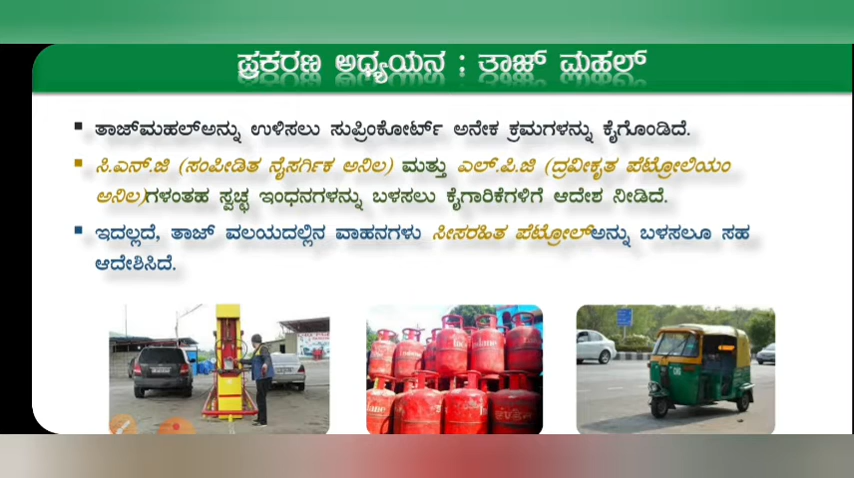 ಪ್ರಕರಣ ಅಧ್ಯಯನ : ತಾಜ್ ಮಹಲ್
ತಾಜ್‌ಮಹಲ್‌ಅನ್ನು ಉಳಿಸಲು ಸುಪ್ರಿಂಕೋರ್ಟ್ ಅನೇಕ ಕ್ರಮಗಳನ್ನು ಕೈಗೊಂಡಿದೆ.
ಸಿ.ಎನ್.ಜಿ (ಸಂಪೀಡಿತ ನೈಸರ್ಗಿಕ ಅನಿಲ) ಮತ್ತು ಎಲ್.ಪಿ.ಜಿ (ದ್ರವೀಕೃತ ಪೆಟ್ರೋಲಿಯಂ
ಅನಿಲ)ಗಳಂತಹ ಸ್ವಚ್ಛ ಇಂಧನಗಳನ್ನು ಬಳಸಲು ಕೈಗಾರಿಕೆಗಳಿಗೆ ಆದೇಶ ನೀಡಿದೆ.
ಇದಲ್ಲದೆ, ತಾಜ್ ವಲಯದಲ್ಲಿನ ವಾಹನಗಳು ಸೀಸರಹಿತ ಪೆಟ್ರೋಲ್‌ಅನ್ನು ಬಳಸಲೂ ಸಹ
ಆದೇಶಿಸಿದೆ.
Indane